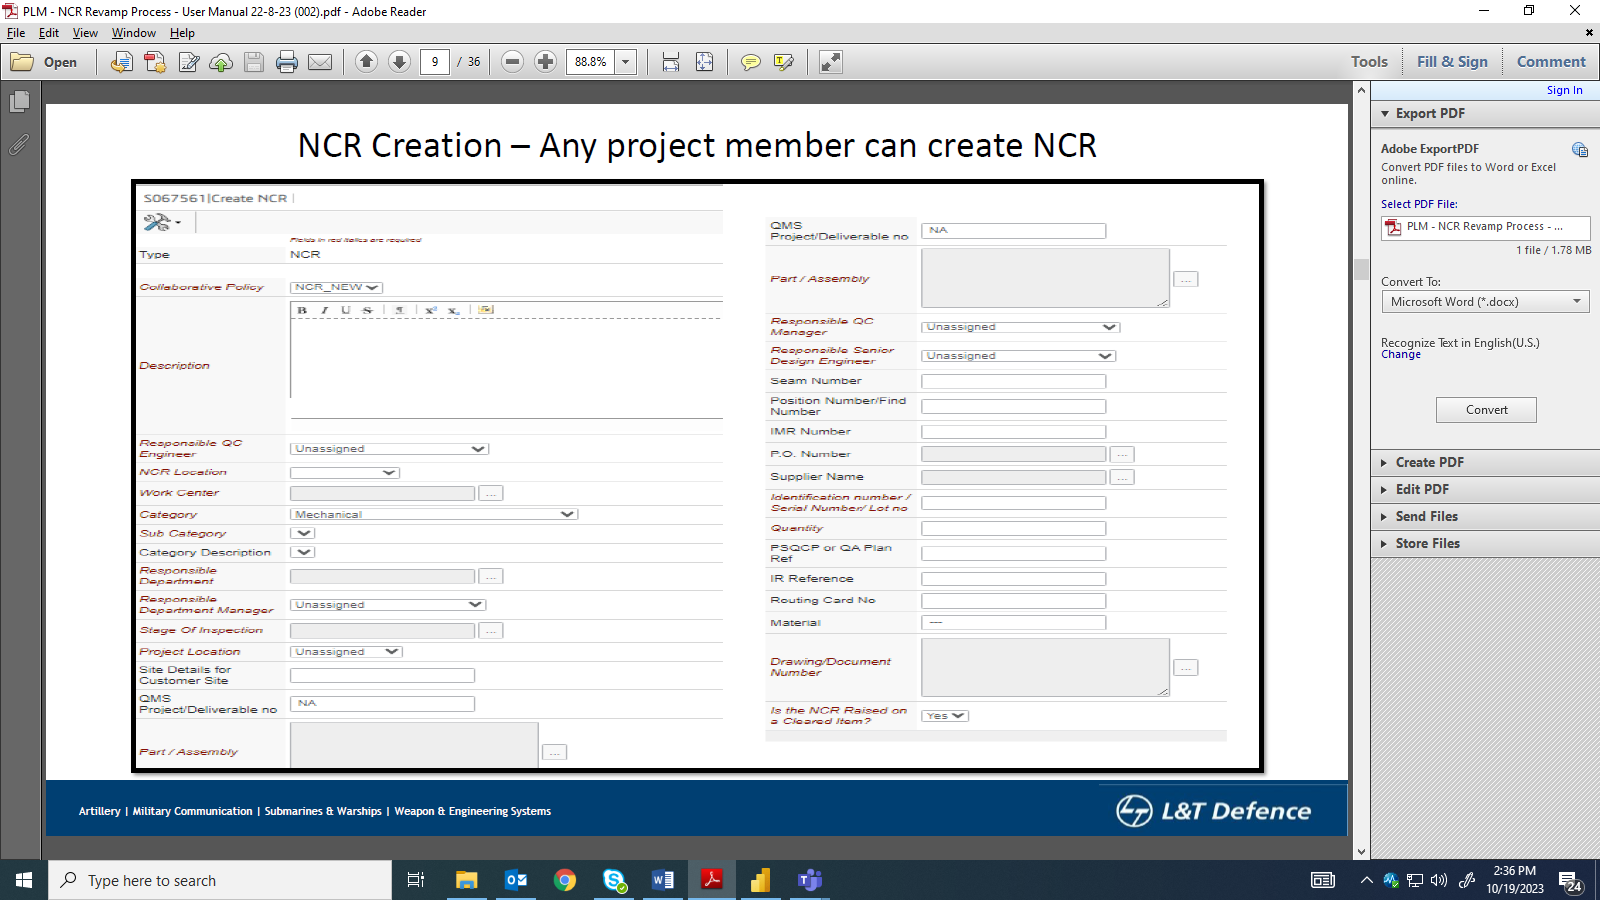 PLM - NCR Revamp Process - User Manual 22-8-23 (002).pdf - Adobe Reader
File Edit View Window Help
Open 9 / 36 88.8% Tools Fill & Sign Comment
Sign In
Export PDF
Adobe ExportPDF
Convert PDF files to Word or Excel
online.
Select PDF File:
PLM - NCR Revamp Process - ...
1 file / 1.78 MB
Convert To:
Microsoft Word (*.docx)
Recognize Text in English(U.S.)
Change
Convert
Create PDF
Edit PDF
Send Files
Store Files
NCR Creation – Any project member can create NCR
S067561|Create NCR |
Fields in red italics are required
Type NCR
Collaborative Policy NCR_NEW
B I U S ¶ x² x₂
Description
Responsible QC
Engineer Unassigned
NCR Location
Work Center ...
Category Mechanical
Sub Category
Category Description
Responsible
Department ...
Responsible
Department Manager Unassigned
Stage Of Inspection ...
Project Location Unassigned
Site Details for
Customer Site
QMS
Project/Deliverable no NA
Part / Assembly ...
QMS
Project/Deliverable no NA
Part / Assembly ...
Responsible QC
Manager Unassigned
Responsible Senior
Design Engineer Unassigned
Seam Number
Position Number/Find
Number
IMR Number
P.O. Number ...
Supplier Name ...
Identification number /
Serial Number/ Lot no
Quantity
PSQCP or QA Plan
Ref
IR Reference
Routing Card No
Material ---
Drawing/Document
Number ...
Is the NCR Raised on
a Cleared Item? Yes
Artillery | Military Communication | Submarines & Warships | Weapon & Engineering Systems
L&T Defence
Type here to search
2:36 PM
10/19/2023
24